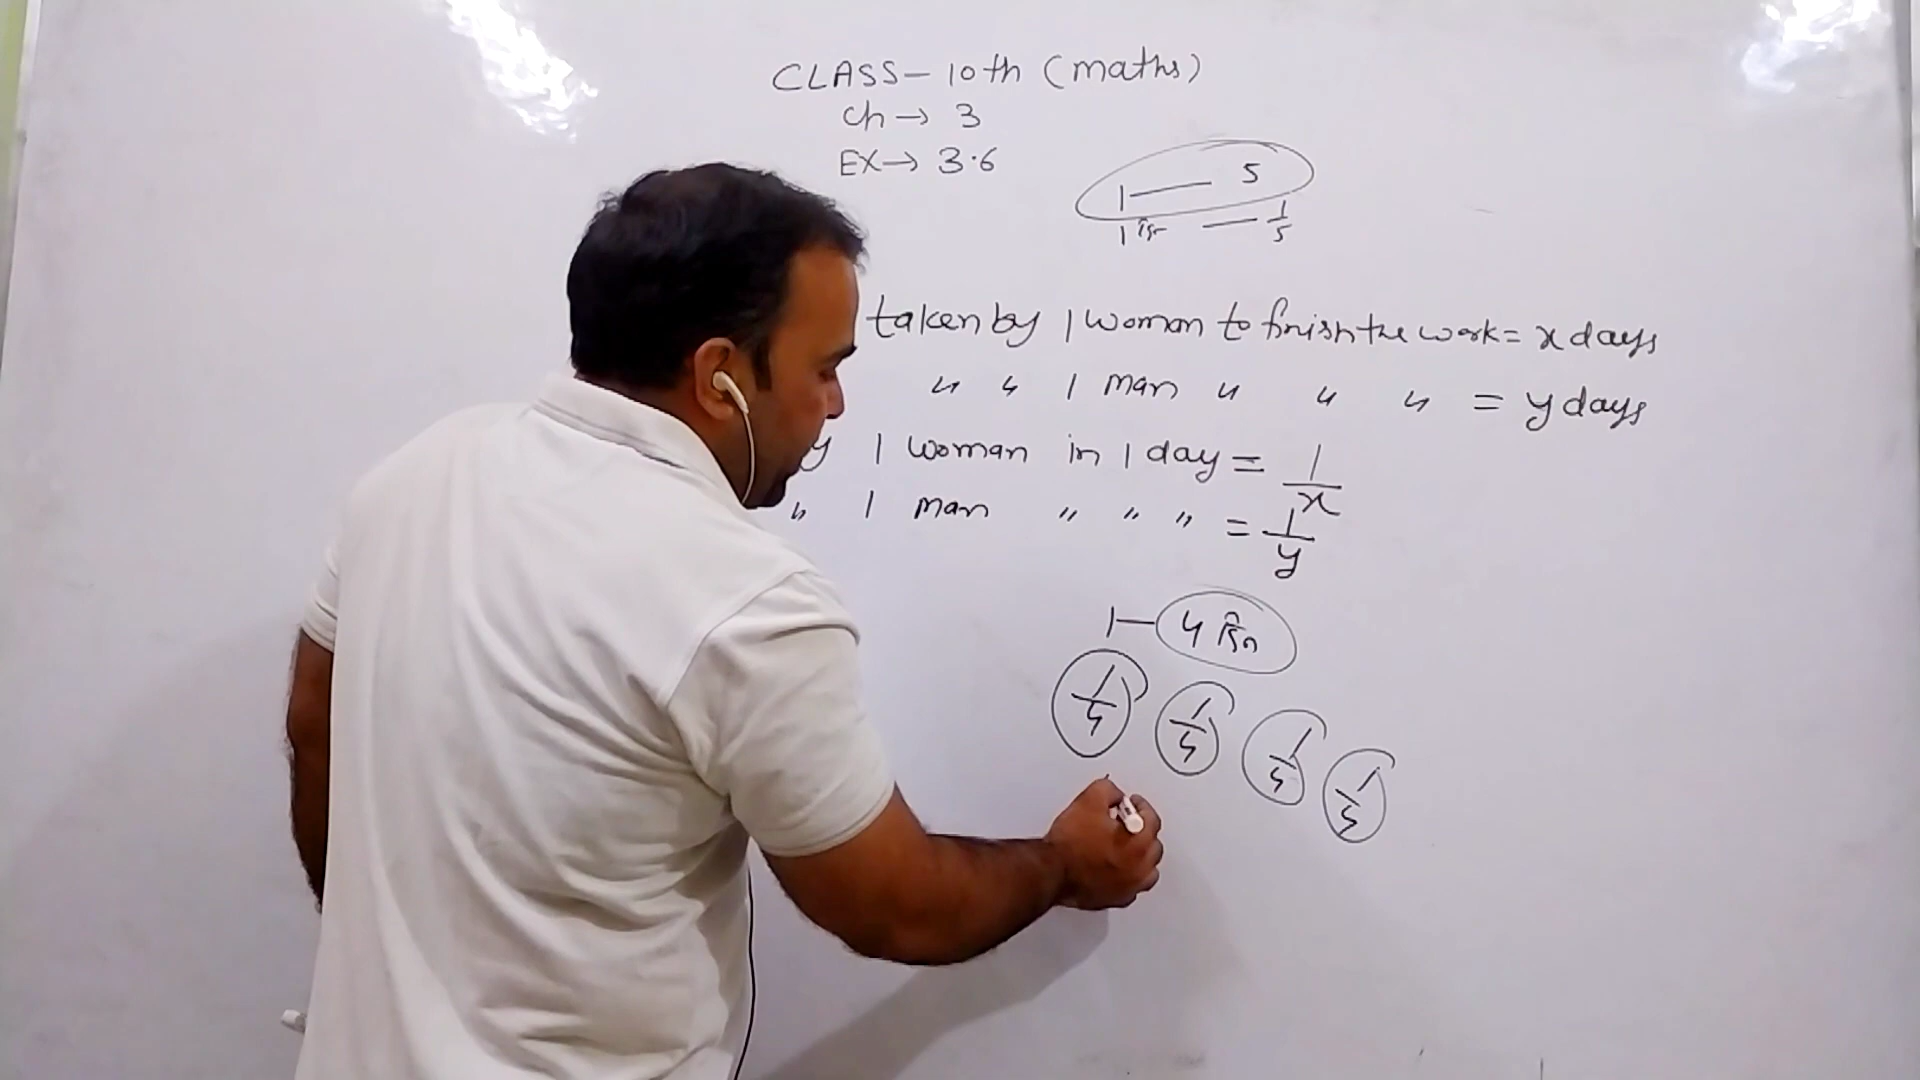 CLASS – 10th (maths)
Ch → 3
EX → 3.6
1 — 5
1 दिन — 1/5
taken by 1 woman to finish the work = x days
" " 1 man " " " = y days
y 1 woman in 1 day = 1/x
" 1 man " " " = 1/y
1 — 4 दिन
1/4 1/4 1/4 1/4